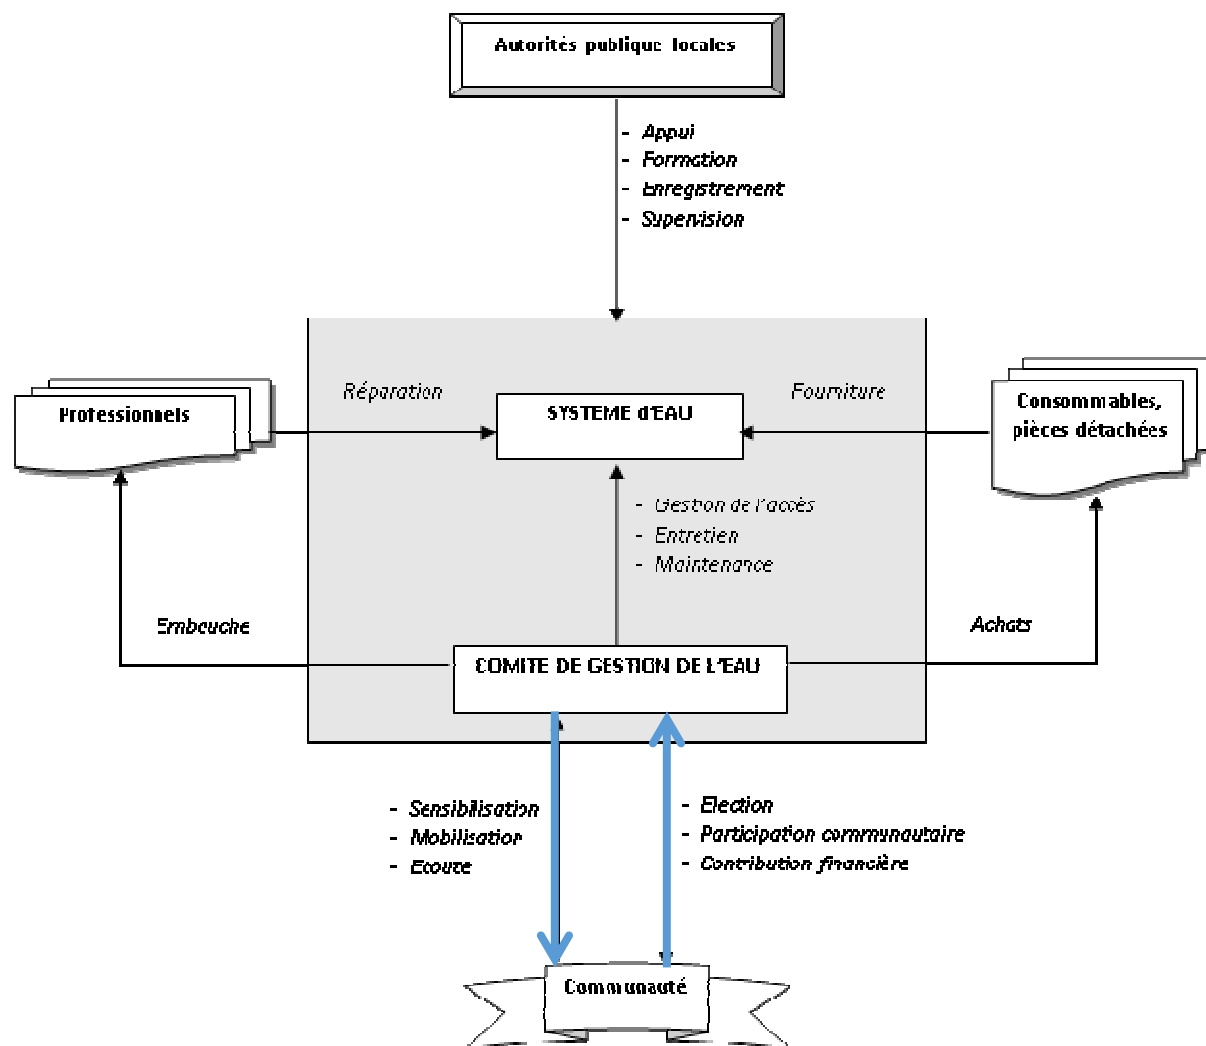 Autorités publique locales
- Appui
- Formation
- Enregistrement
- Supervision
Réparation
Fourniture
Professionnels
SYSTEME d'EAU
Consommables,
pièces détachées
- Gestion de l'accès
- Entretien
- Maintenance
Embauche
Achats
COMITE DE GESTION DE L'EAU
- Sensibilisation
- Mobilisation
- Ecoute
- Election
- Participation communautaire
- Contribution financière
Communauté